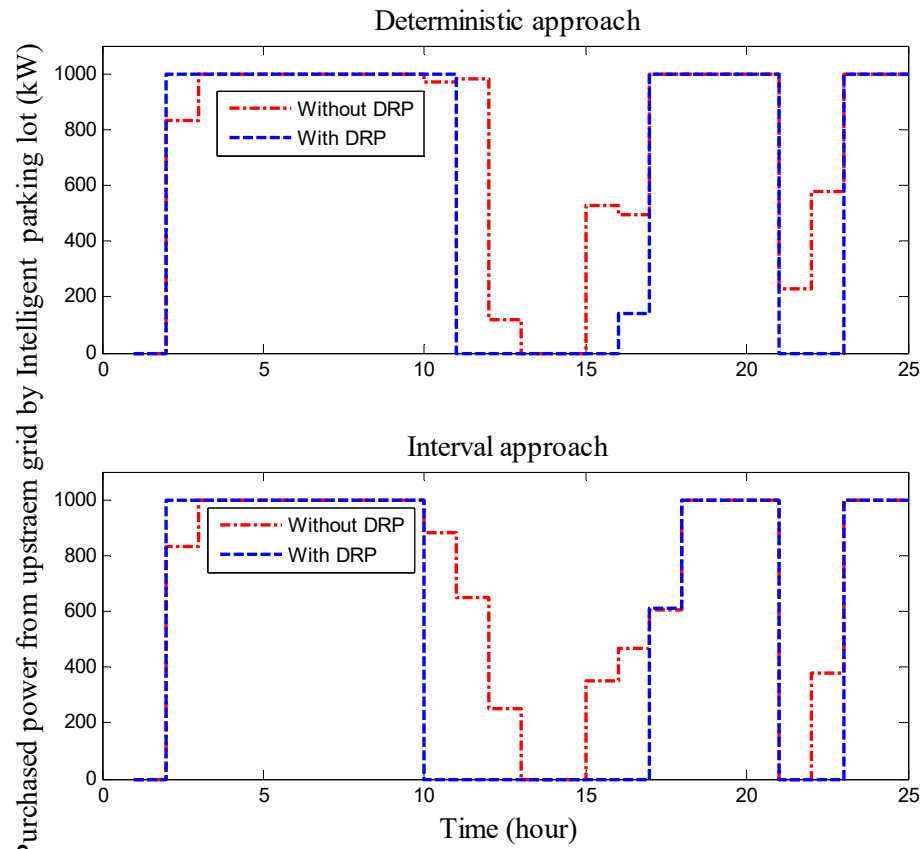 Deterministic approach
Purchased power from upstraem grid by Intelligent parking lot (kW)
1000
800
600
400
200
0
Without DRP
With DRP
0 5 10 15 20 25
Interval approach
1000
800
600
400
200
0
Without DRP
With DRP
0 5 10 15 20 25
Time (hour)